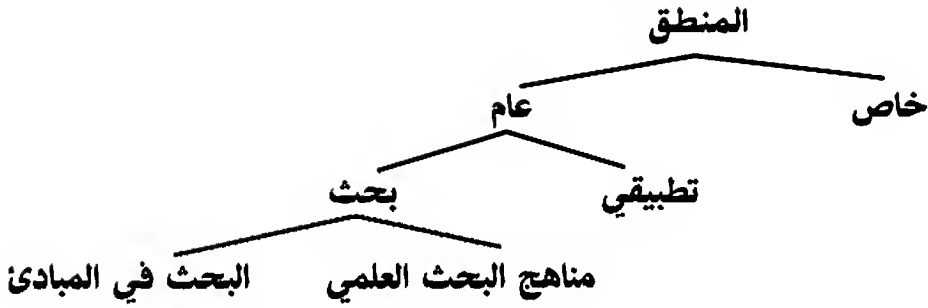 المنطق
خاص عام
تطبيقي بحث
مناهج البحث العلمي البحث في المبادئ